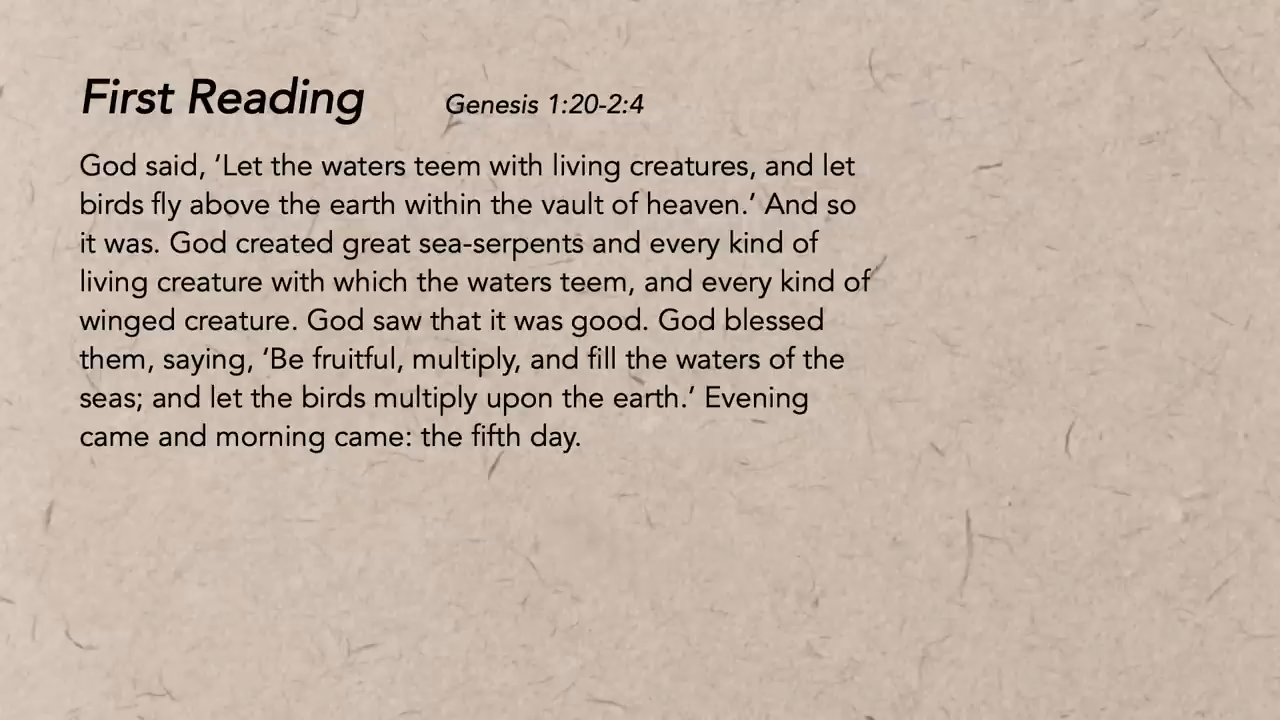 First Reading Genesis 1:20-2:4
God said, ‘Let the waters teem with living creatures, and let
birds fly above the earth within the vault of heaven.’ And so
it was. God created great sea-serpents and every kind of
living creature with which the waters teem, and every kind of
winged creature. God saw that it was good. God blessed
them, saying, ‘Be fruitful, multiply, and fill the waters of the
seas; and let the birds multiply upon the earth.’ Evening
came and morning came: the fifth day.